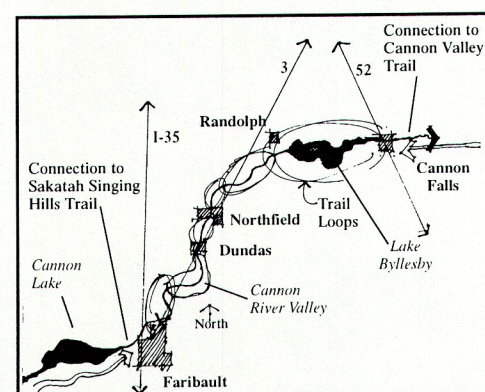 Connection to
Cannon Valley
Trail
3
52
I-35
Randolph
Connection to
Sakatah Singing
Hills Trail
Cannon
Falls
Trail
Loops
Northfield
Dundas
Lake
Byllesby
Cannon
Lake
Cannon
River Valley
North
Faribault